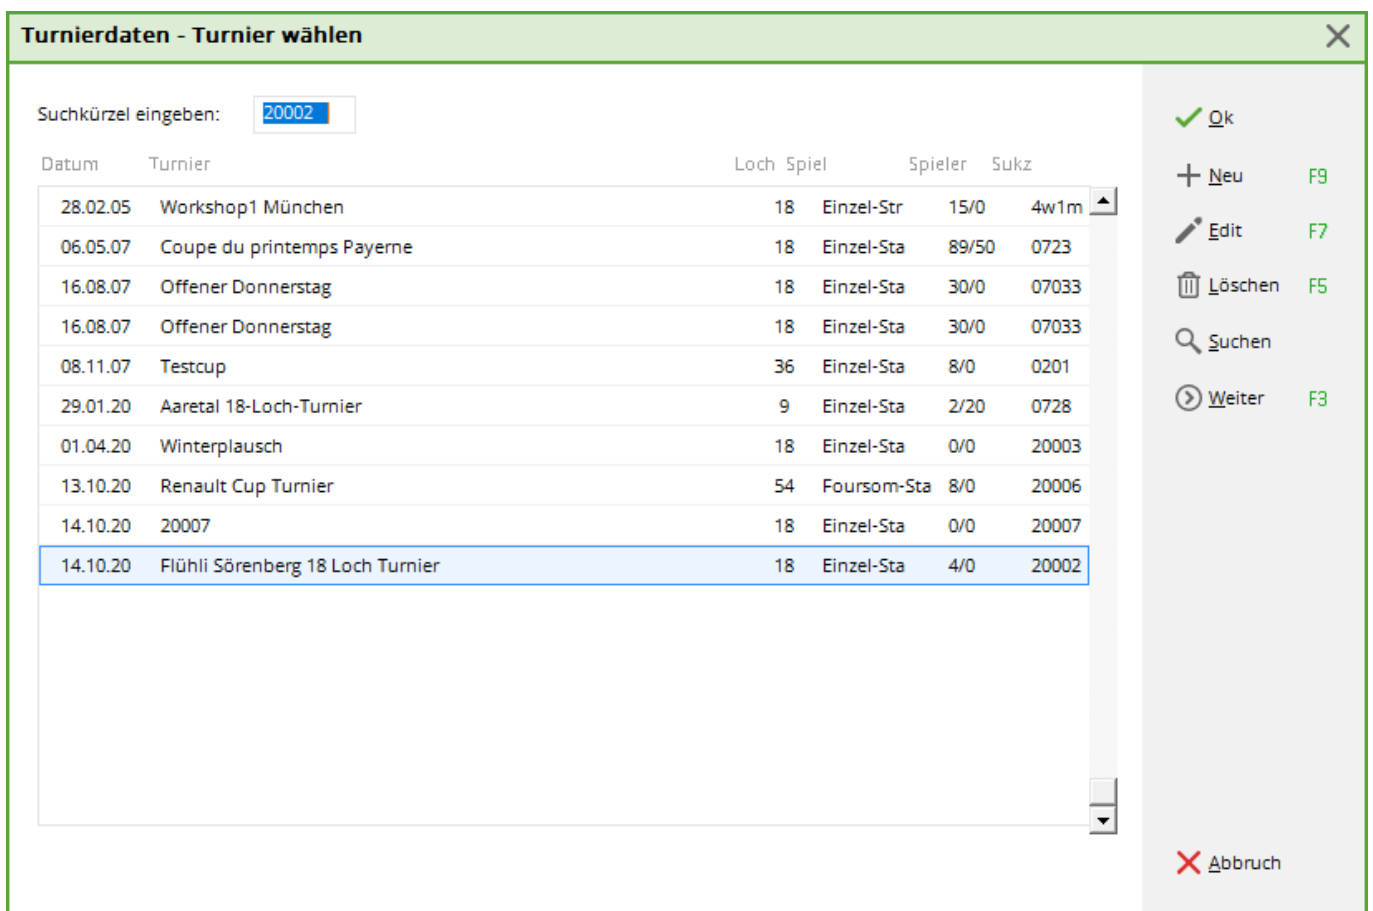 Turnierdaten - Turnier wählen
Suchkürzel eingeben: 20002
Datum Turnier Loch Spiel Spieler Sukz
28.02.05 Workshop1 München 18 Einzel-Str 15/0 4w1m
06.05.07 Coupe du printemps Payerne 18 Einzel-Sta 89/50 0723
16.08.07 Offener Donnerstag 18 Einzel-Sta 30/0 07033
16.08.07 Offener Donnerstag 18 Einzel-Sta 30/0 07033
08.11.07 Testcup 36 Einzel-Sta 8/0 0201
29.01.20 Aaretal 18-Loch-Turnier 9 Einzel-Sta 2/20 0728
01.04.20 Winterplausch 18 Einzel-Sta 0/0 20003
13.10.20 Renault Cup Turnier 54 Foursom-Sta 8/0 20006
14.10.20 20007 18 Einzel-Sta 0/0 20007
14.10.20 Flühli Sörenberg 18 Loch Turnier 18 Einzel-Sta 4/0 20002
Ok
Neu F9
Edit F7
Löschen F5
Suchen
Weiter F3
Abbruch